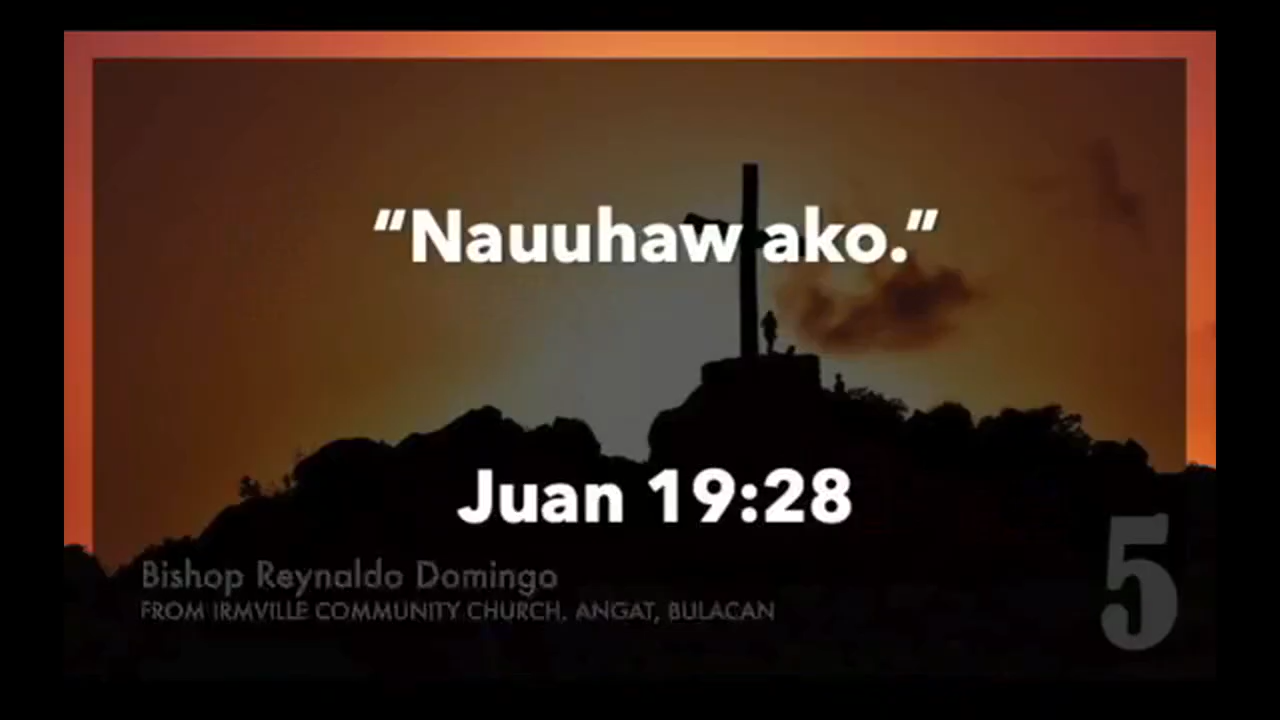 “Nauuhaw ako.”
Juan 19:28
Bishop Reynaldo Domingo
FROM IRMVILLE COMMUNITY CHURCH, ANGAT, BULACAN
5